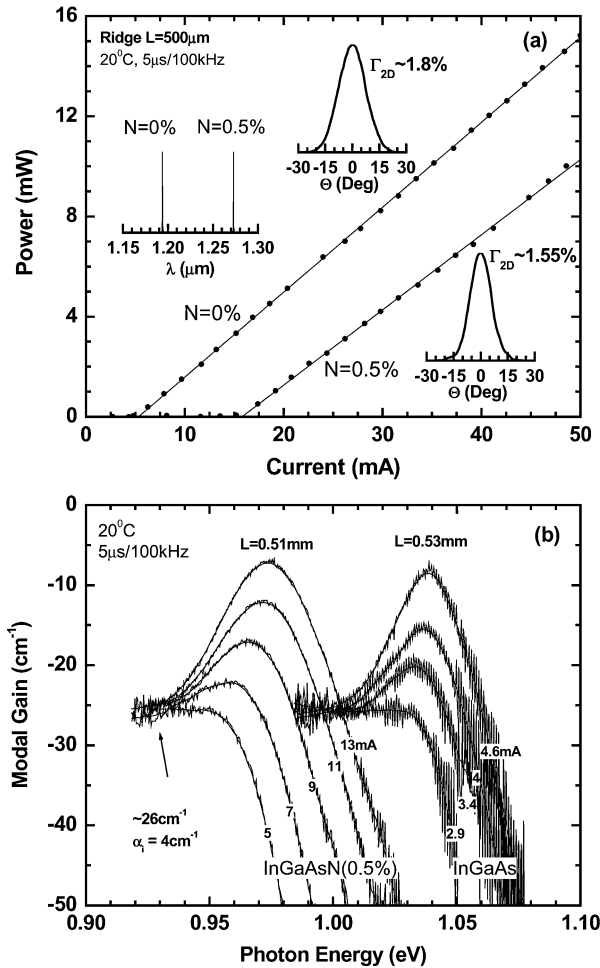 16
12
8
4
0
Power (mW)
(a)
Ridge L=500μm
20⁰C, 5μs/100kHz
N=0% N=0.5%
1.15 1.20 1.25 1.30
λ (μm)
Γ2D~1.8%
-30 -15 0 15 30
Θ (Deg)
Γ2D~1.55%
-30 -15 0 15 30
Θ (Deg)
N=0%
N=0.5%
0 10 20 30 40 50
Current (mA)
0
-10
-20
-30
-40
-50
Modal Gain (cm⁻¹)
(b)
20⁰C
5μs/100kHz
L=0.51mm
L=0.53mm
~26cm⁻¹
αi = 4cm⁻¹
13mA
11
9
7
5
4.6mA
4
3.4
2.9
InGaAsN(0.5%)
InGaAs
0.90 0.95 1.00 1.05 1.10
Photon Energy (eV)